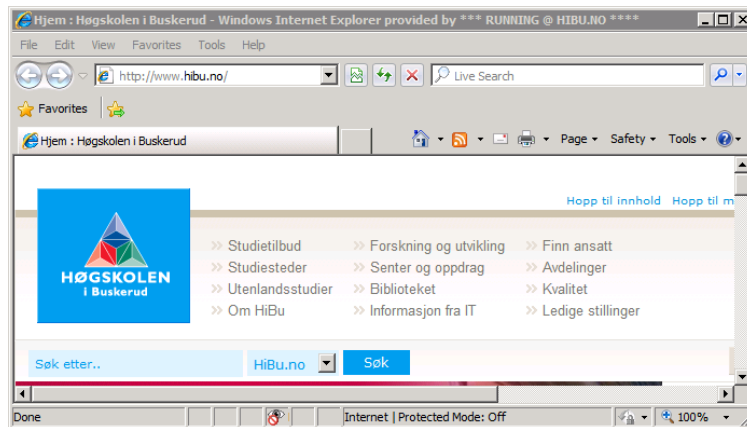 Hjem : Høgskolen i Buskerud - Windows Internet Explorer provided by *** RUNNING @ HIBU.NO ****
File Edit View Favorites Tools Help
http://www.hibu.no/ Live Search
Favorites
Hjem : Høgskolen i Buskerud Page Safety Tools
Hopp til innhold Hopp til m
HØGSKOLEN
i Buskerud
>> Studietilbud >> Forskning og utvikling >> Finn ansatt
>> Studiesteder >> Senter og oppdrag >> Avdelinger
>> Utenlandsstudier >> Biblioteket >> Kvalitet
>> Om HiBu >> Informasjon fra IT >> Ledige stillinger
Søk etter.. HiBu.no Søk
Done Internet | Protected Mode: Off 100%